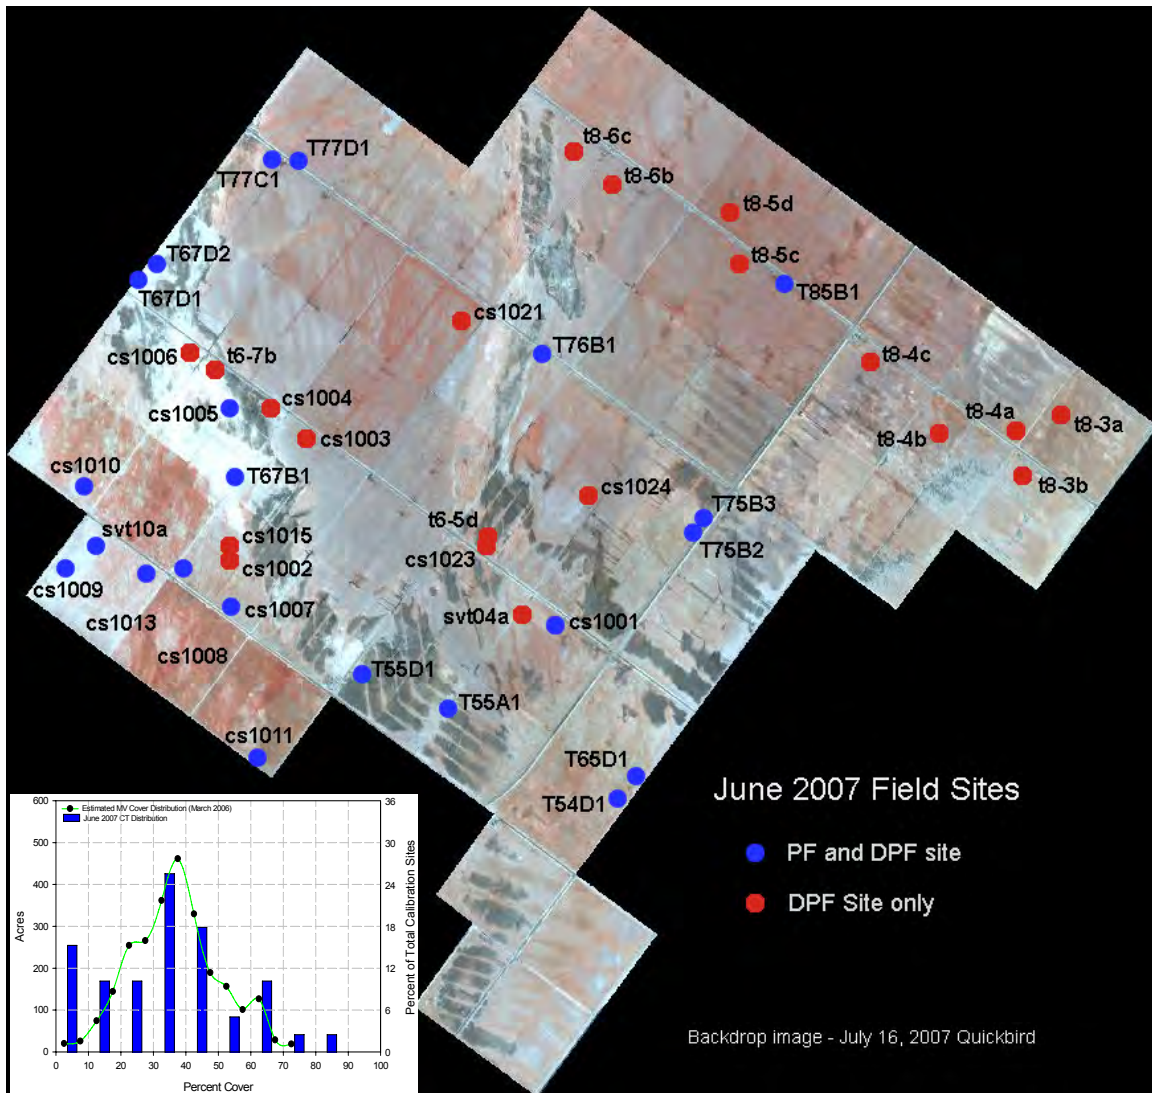 t8-6c
T77D1
T77C1
t8-6b
t8-5d
T67D2
t8-5c
T67D1
T85B1
cs1021
T76B1
cs1006
t6-7b
t8-4c
cs1004
cs1005
t8-4a
t8-3a
cs1003
t8-4b
cs1010
T67B1
t8-3b
cs1024
T75B3
svt10a
t6-5d
cs1015
cs1023
T75B2
cs1002
cs1009
cs1007
svt04a
cs1001
cs1013
cs1008
T55D1
T55A1
cs1011
T65D1
T54D1
June 2007 Field Sites
PF and DPF site
DPF Site only
Backdrop image - July 16, 2007 Quickbird
Estimated MV Cover Distribution (March 2006)
June 2007 CT Distribution
600
500
400
300
200
100
0
Acres
36
30
24
18
12
6
0
Percent of Total Calibration Sites
0 10 20 30 40 50 60 70 80 90 100
Percent Cover